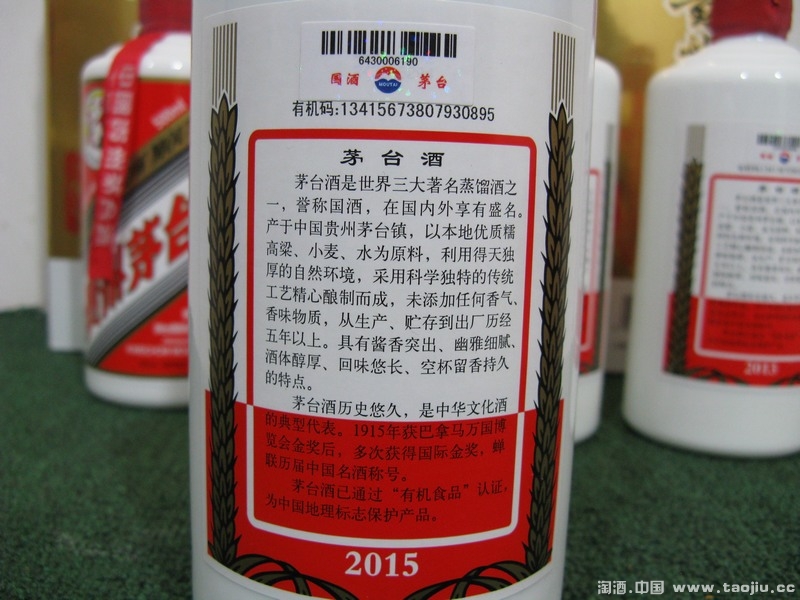 6430006190
國酒 MOUTAI 茅台
有机码:13415673807930895
茅台酒
茅台酒是世界三大著名蒸馏酒之
一，誉称国酒，在国内外享有盛名。
产于中国贵州茅台镇，以本地优质糯
高粱、小麦、水为原料，利用得天独
厚的自然环境，采用科学独特的传统
工艺精心酿制而成，未添加任何香气、
香味物质，从生产、贮存到出厂历经
五年以上。具有酱香突出、幽雅细腻、
酒体醇厚、回味悠长、空杯留香持久
的特点。
茅台酒历史悠久，是中华文化酒
的典型代表。1915年获巴拿马万国博
览会金奖后，多次获得国际金奖，蝉
联历届中国名酒称号。
茅台酒已通过“有机食品”认证，
为中国地理标志保护产品。
2015
茅台
茅台酒
2013
淘酒.中国 www.taojiu.cc